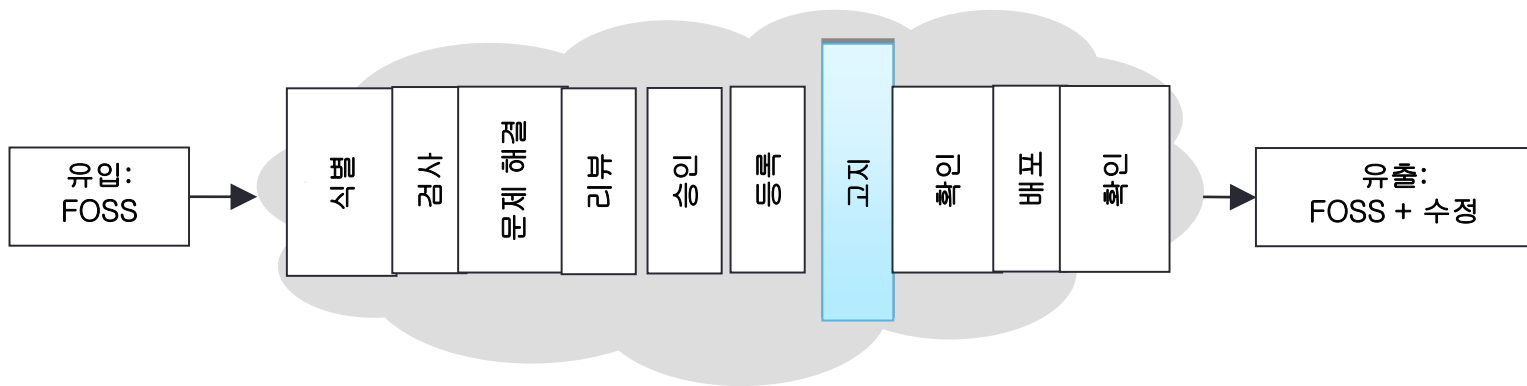 유입:
FOSS
식별
검사
문제 해결
리뷰
승인
등록
고지
확인
배포
확인
유출:
FOSS + 수정